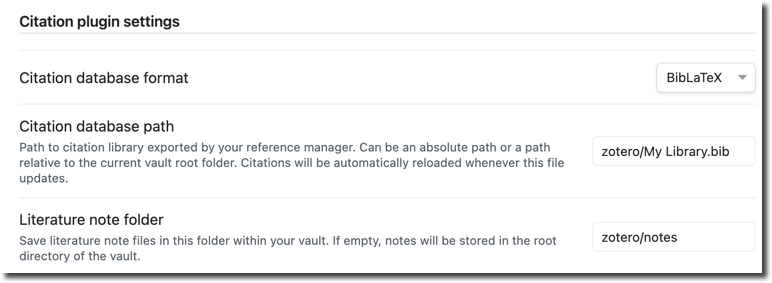 Citation plugin settings
Citation database format
BibLaTeX
Citation database path
Path to citation library exported by your reference manager. Can be an absolute path or a path
relative to the current vault root folder. Citations will be automatically reloaded whenever this file
updates.
zotero/My Library.bib
Literature note folder
Save literature note files in this folder within your vault. If empty, notes will be stored in the root
directory of the vault.
zotero/notes